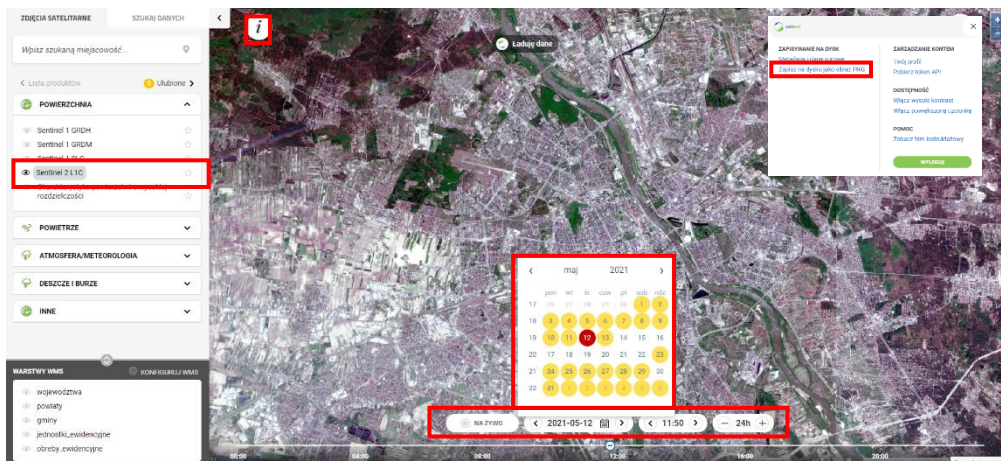 ZDJĘCIA SATELITARNE
SZUKAJ DANYCH
Wpisz szukaną miejscowość...
Lista produktów
Ulubione
POWIERZCHNIA
Sentinel 1 GRDH
Sentinel 1 GRDM
Sentinel 2 L1C
rozdzielczości
POWIETRZE
ATMOSFERA/METEOROLOGIA
DESZCZE I BURZE
INNE
WARSTWY WMS
KONFIGURUJ WMS
województwa
powiaty
gminy
jednostki_ewidencyjne
obreby_ewidencyjne
i
Ładuję dane
ZAPISYWANIE NA DYSK
Zapisz na dysku jako obraz PNG
ZARZĄDZANIE KONTEM
Twój profil
Pobierz token API
DOSTĘPNOŚĆ
Włącz wysoki kontrast
Włącz powiększoną czcionkę
POMOC
Zobacz film instruktażowy
WYLOGUJ
maj 2021
pon wt śr czw pt sob ndz
17 26 27 28 29 30 1 2
18 3 4 5 6 7 8 9
19 10 11 12 13 14 15 16
20 17 18 19 20 21 22 23
21 24 25 26 27 28 29 30
22 31 1 2 3 4 5 6
NA ŻYWO
2021-05-12
11:50
24h
00:00 04:00 08:00 12:00 16:00 20:00